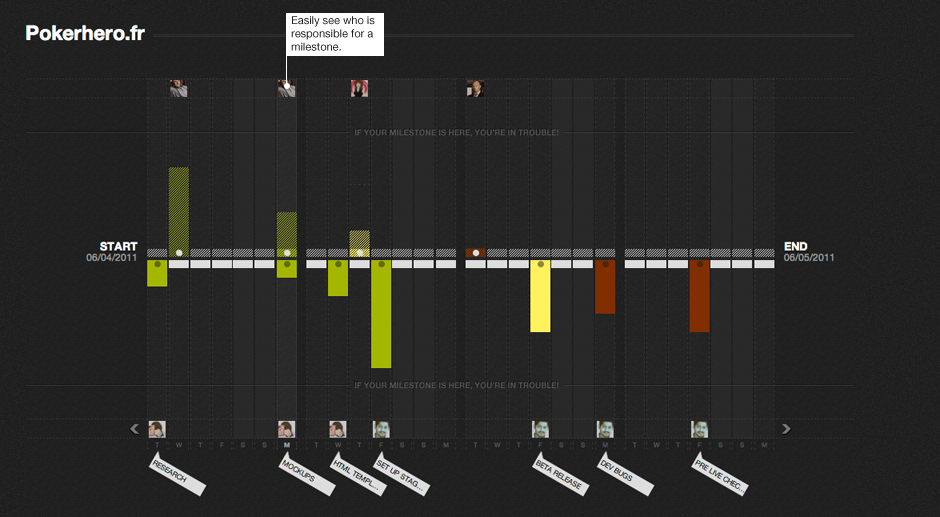 Pokerhero.fr
Easily see who is
responsible for a
milestone.
IF YOUR MILESTONE IS HERE, YOU'RE IN TROUBLE!
START
06/04/2011
END
06/05/2011
IF YOUR MILESTONE IS HERE, YOU'RE IN TROUBLE!
T W T F S S M T W T F S S M T W T F S S M T W T F S S M
RESEARCH
MOCKUPS
HTML TEMPL...
SET UP STAG...
BETA RELEASE
DEV BUGS
PRE LIVE CHEC...